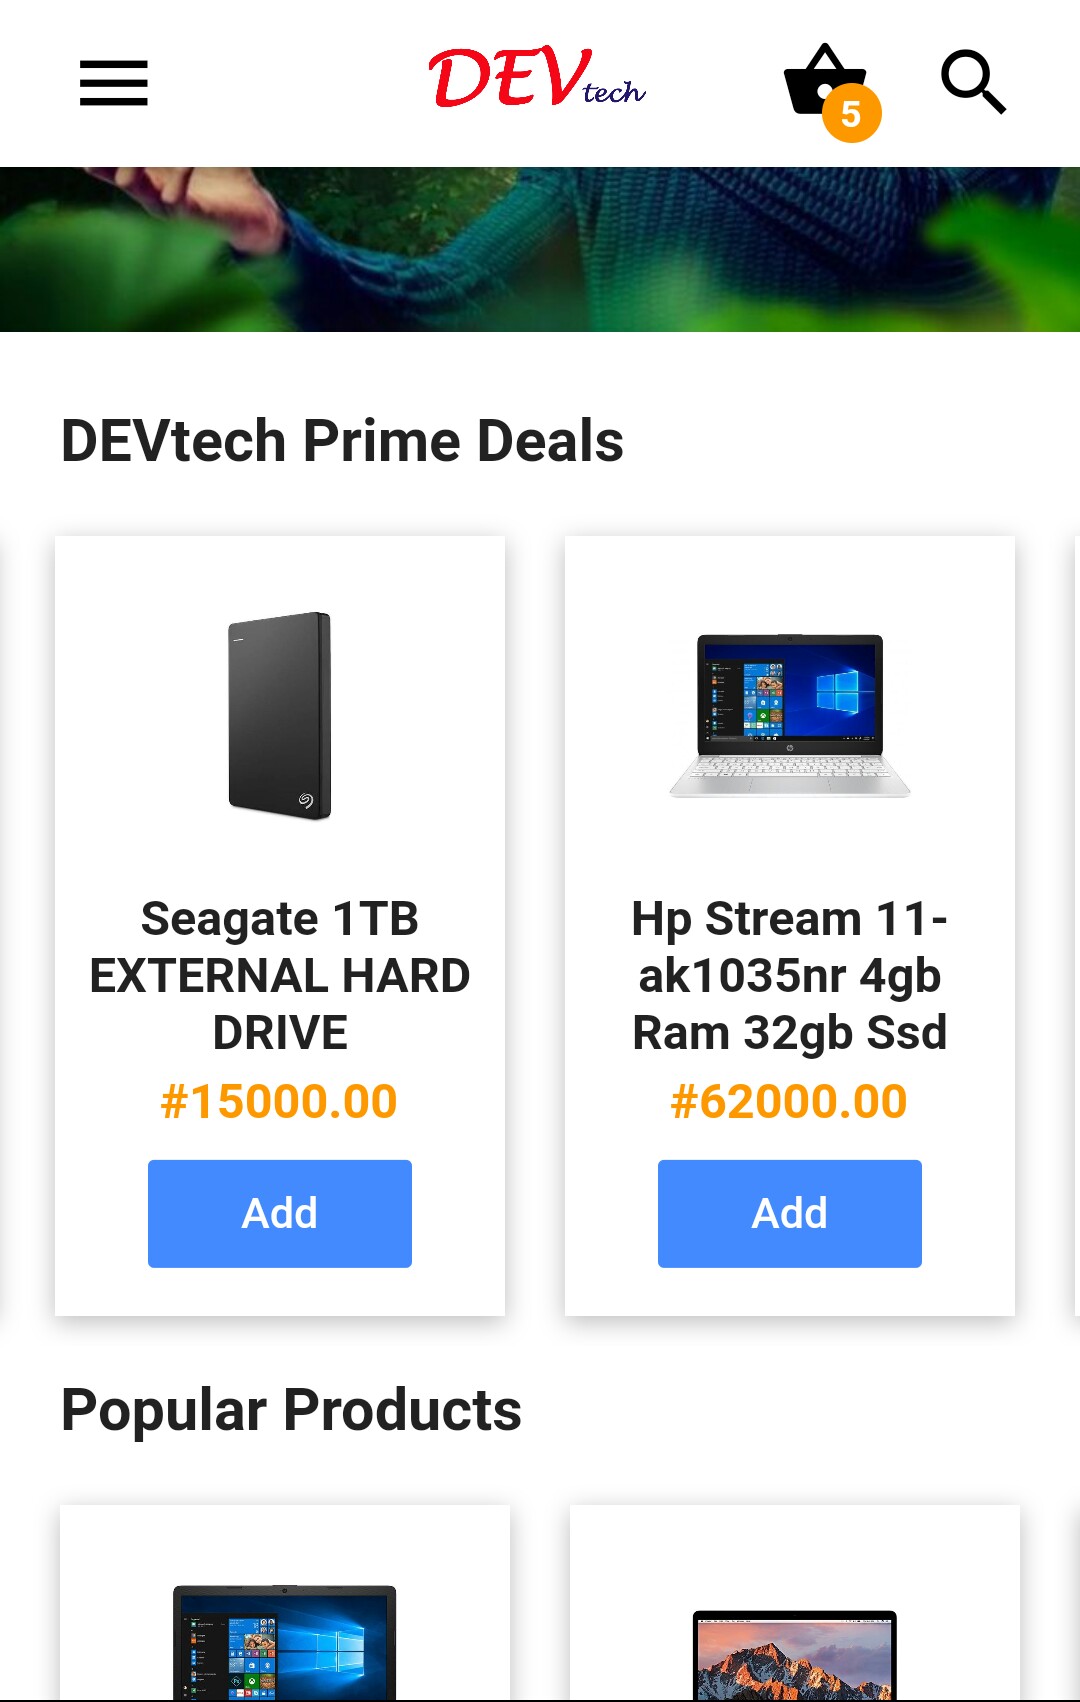 DEVtech
5
DEVtech Prime Deals
Seagate 1TB
EXTERNAL HARD
DRIVE
#15000.00
Add
Hp Stream 11-
ak1035nr 4gb
Ram 32gb Ssd
#62000.00
Add
Popular Products